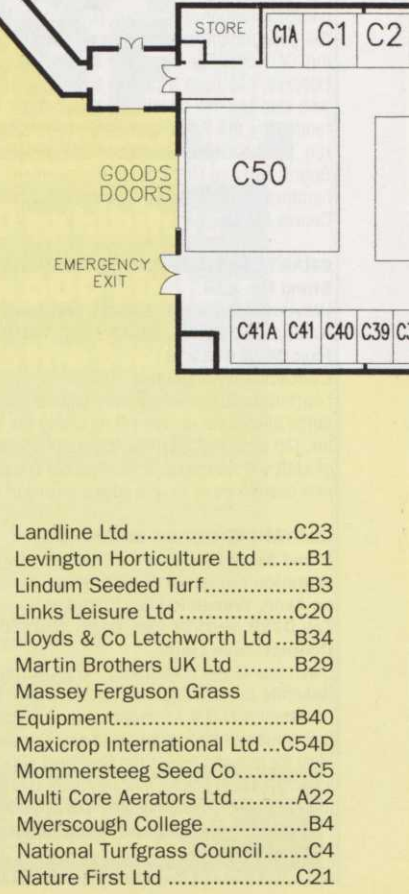 STORE
C1A C1 C2
GOODS
DOORS
C50
EMERGENCY
EXIT
C41A C41 C40 C39
Landline Ltd .........................C23
Levington Horticulture Ltd .......B1
Lindum Seeded Turf................B3
Links Leisure Ltd ..................C20
Lloyds & Co Letchworth Ltd ...B34
Martin Brothers UK Ltd .........B29
Massey Ferguson Grass
Equipment............................B40
Maxicrop International Ltd...C54D
Mommersteeg Seed Co...........C5
Multi Core Aerators Ltd..........A22
Myerscough College ................B4
National Turfgrass Council.......C4
Nature First Ltd ....................C21